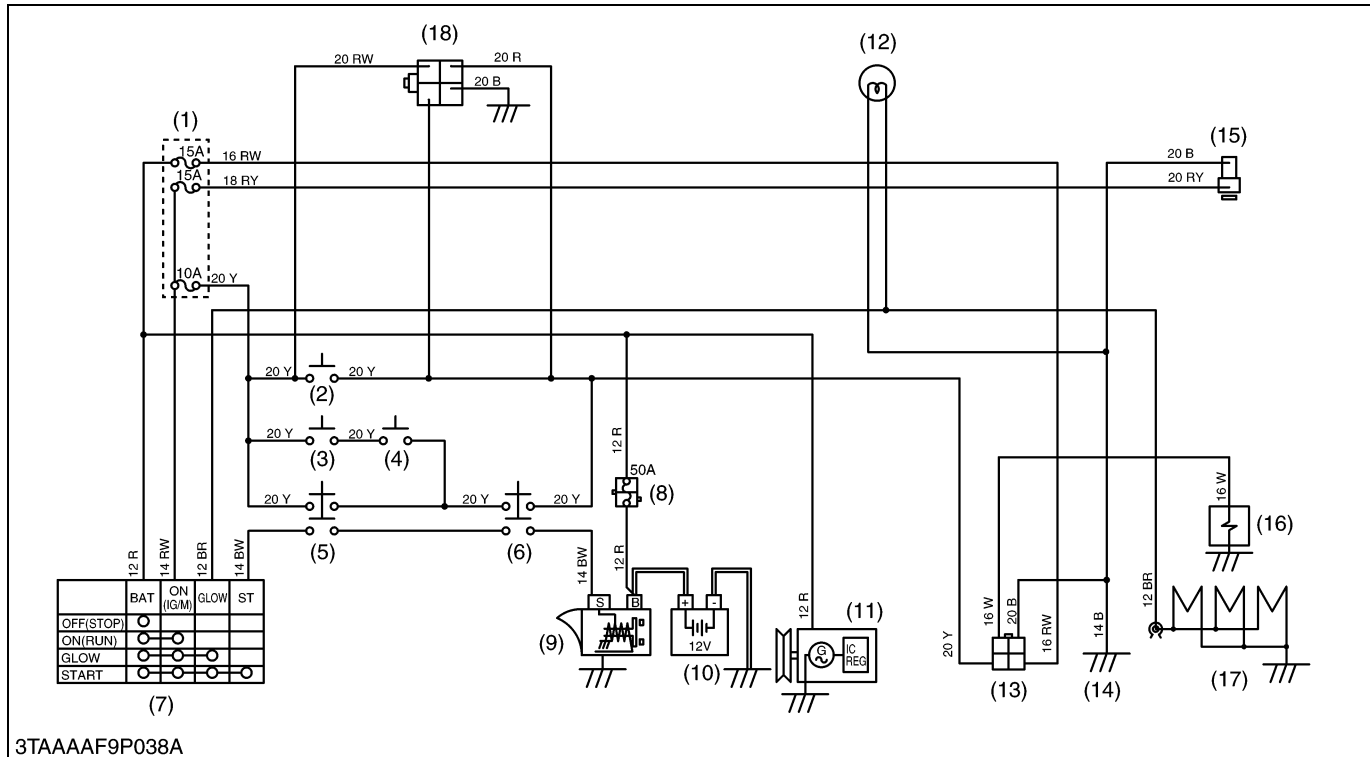 (18)
(12)
20 RW
20 R
20 B
(1)
(15)
15A
16 RW
20 B
15A
18 RY
20 RY
10A
20 Y
20 Y
20 Y
(2)
20 Y
20 Y
(3)
(4)
12 R
50A
(8)
16 W
20 Y
20 Y
20 Y
(16)
(5)
(6)
12 R
14 RW
12 BR
14 BW
14 BW
12 R
BAT
ON
(IG/M)
GLOW
ST
OFF(STOP)
ON(RUN)
GLOW
START
(7)
S
B
(9)
+
-
12V
(10)
12 R
(11)
G
IC
REG
20 Y
16 W
20 B
16 RW
(13)
14 B
(14)
12 BR
(17)
3TAAAAF9P038A